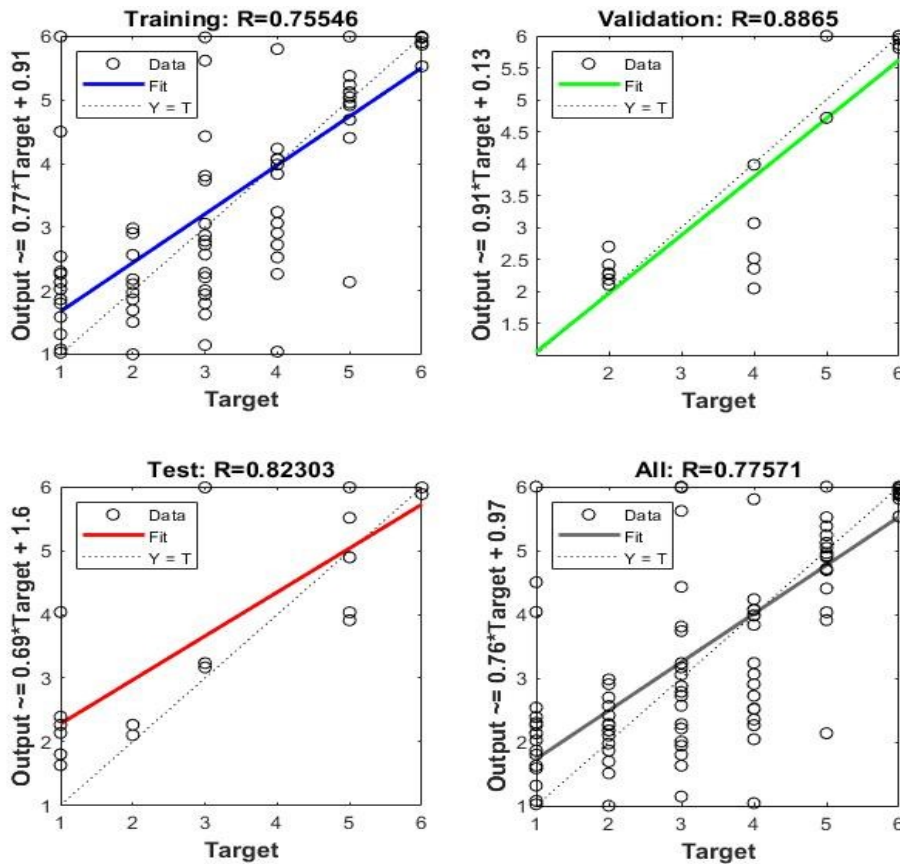 Training: R=0.75546
Output ~= 0.77*Target + 0.91
6
5
4
3
2
1
Data
Fit
Y = T
1 2 3 4 5 6
Target
Validation: R=0.8865
Output ~= 0.91*Target + 0.13
6
5.5
5
4.5
4
3.5
3
2.5
2
1.5
Data
Fit
Y = T
2 3 4 5 6
Target
Test: R=0.82303
Output ~= 0.69*Target + 1.6
6
5
4
3
2
1
Data
Fit
Y = T
1 2 3 4 5 6
Target
All: R=0.77571
Output ~= 0.76*Target + 0.97
6
5
4
3
2
1
Data
Fit
Y = T
1 2 3 4 5 6
Target